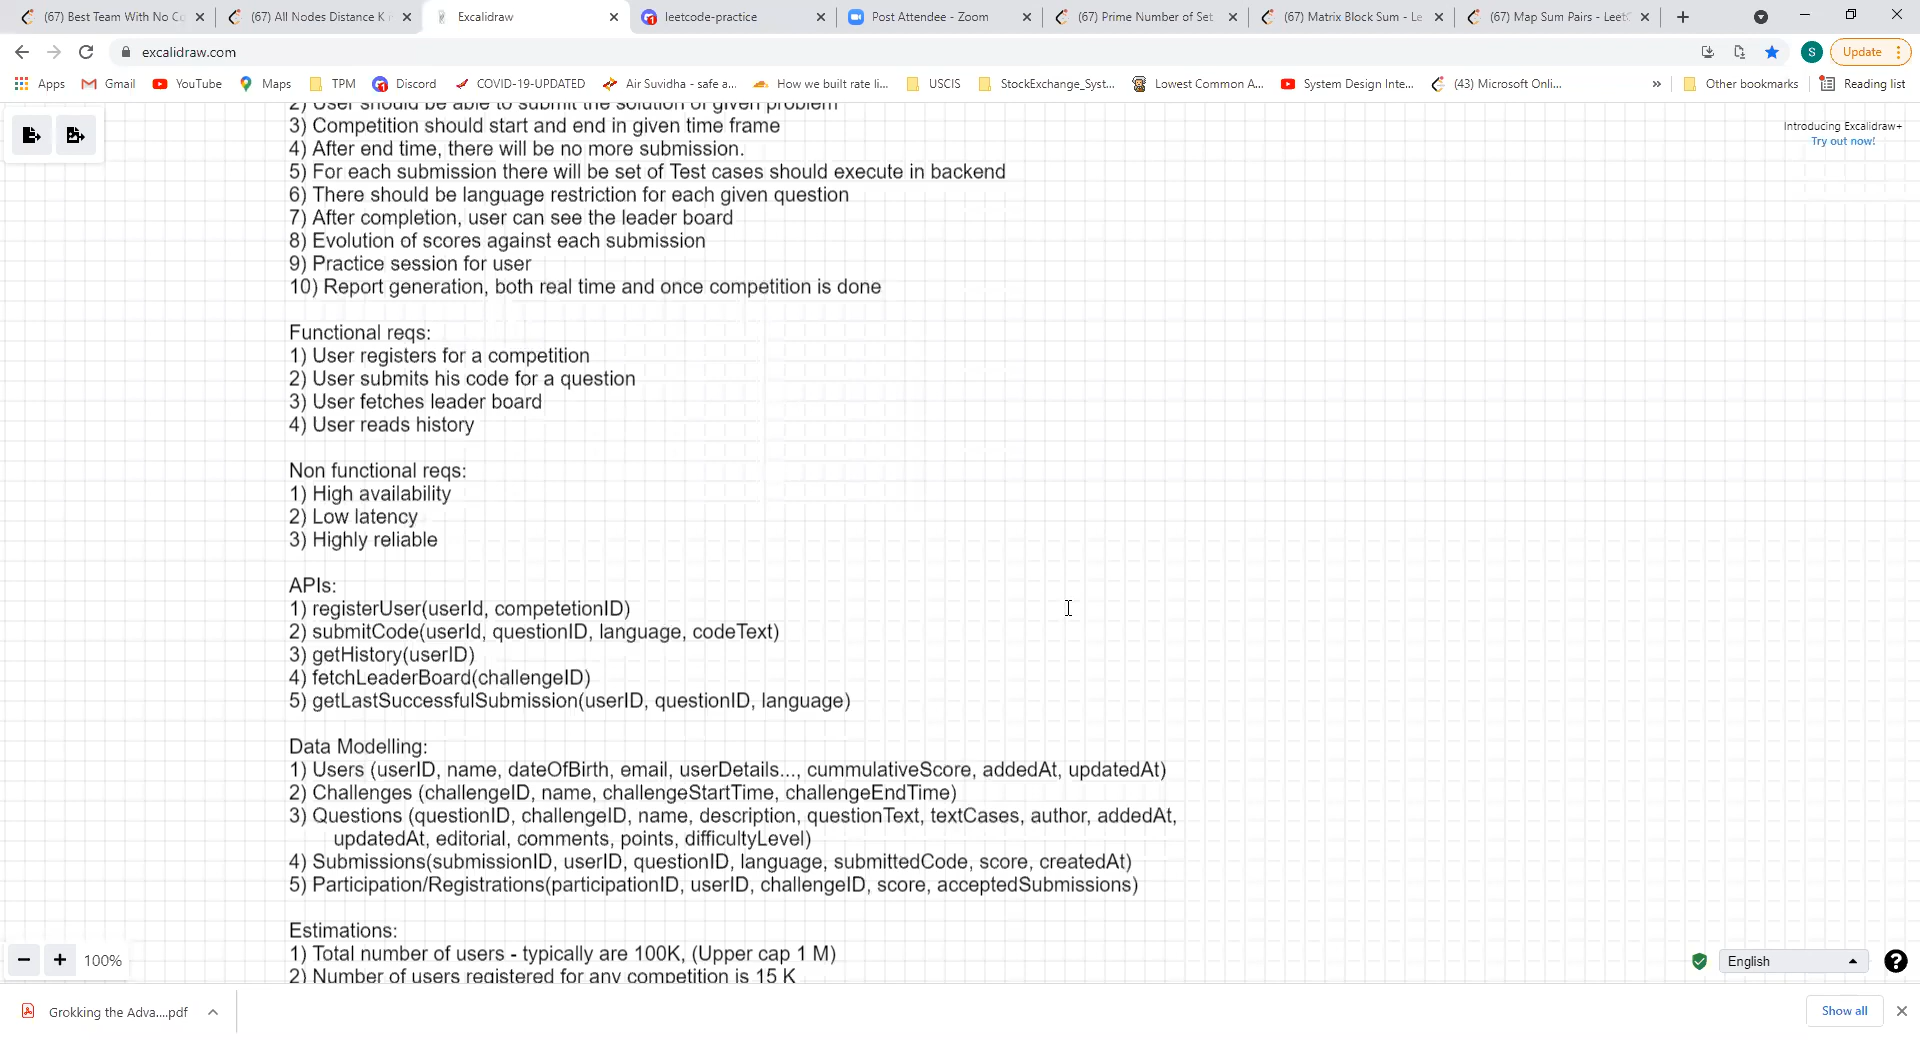 (67) Best Team With No Co
(67) All Nodes Distance K i
Excalidraw
leetcode-practice
Post Attendee - Zoom
(67) Prime Number of Set
(67) Matrix Block Sum - Le
(67) Map Sum Pairs - Leet
excalidraw.com
S
Update
Apps
Gmail
YouTube
Maps
TPM
Discord
COVID-19-UPDATED
Air Suvidha - safe a...
How we built rate li...
USCIS
StockExchange_Syst...
Lowest Common A...
System Design Inte...
(43) Microsoft Onli...
»
Other bookmarks
Reading list
Introducing Excalidraw+
Try out now!
2) User should be able to submit the solution of given problem
3) Competition should start and end in given time frame
4) After end time, there will be no more submission.
5) For each submission there will be set of Test cases should execute in backend
6) There should be language restriction for each given question
7) After completion, user can see the leader board
8) Evolution of scores against each submission
9) Practice session for user
10) Report generation, both real time and once competition is done
Functional reqs:
1) User registers for a competition
2) User submits his code for a question
3) User fetches leader board
4) User reads history
Non functional reqs:
1) High availability
2) Low latency
3) Highly reliable
APIs:
1) registerUser(userId, competetionID)
2) submitCode(userId, questionID, language, codeText)
3) getHistory(userID)
4) fetchLeaderBoard(challengeID)
5) getLastSuccessfulSubmission(userID, questionID, language)
Data Modelling:
1) Users (userID, name, dateOfBirth, email, userDetails..., cummulativeScore, addedAt, updatedAt)
2) Challenges (challengeID, name, challengeStartTime, challengeEndTime)
3) Questions (questionID, challengeID, name, description, questionText, textCases, author, addedAt,
updatedAt, editorial, comments, points, difficultyLevel)
4) Submissions(submissionID, userID, questionID, language, submittedCode, score, createdAt)
5) Participation/Registrations(participationID, userID, challengeID, score, acceptedSubmissions)
Estimations:
1) Total number of users - typically are 100K, (Upper cap 1 M)
2) Number of users registered for any competition is 15 K
100%
English
Grokking the Adva....pdf
Show all